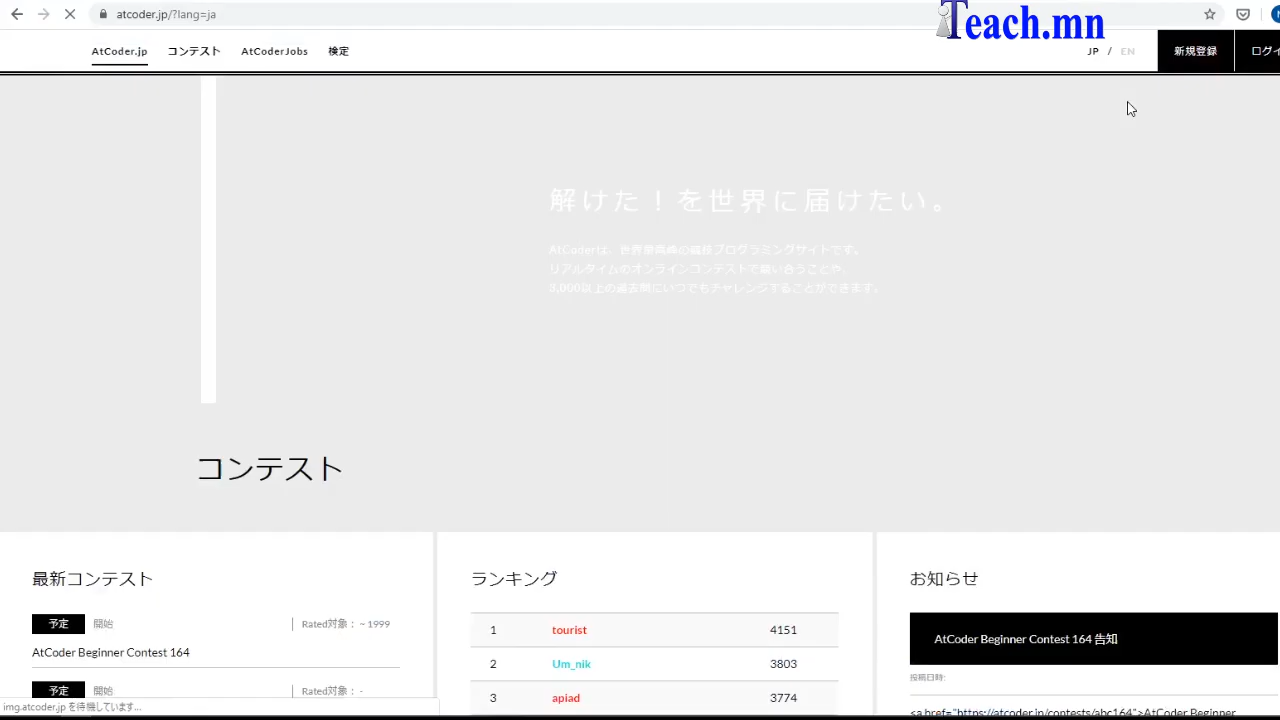 atcoder.jp/?lang=ja
Teach.mn
AtCoder.jp コンテスト AtCoderJobs 検定 JP / EN 新規登録 ログイ
解けた！を世界に届けたい。
AtCoderは、世界最高峰の競技プログラミングサイトです。
リアルタイムのオンラインコンテストで競い合うことや、
3,000以上の過去問にいつでもチャレンジすることができます。
コンテスト
最新コンテスト
予定 開始 Rated対象： ~ 1999
AtCoder Beginner Contest 164
予定 開始 Rated対象： -
ランキング
1 tourist 4151
2 Um_nik 3803
3 apiad 3774
お知らせ
AtCoder Beginner Contest 164 告知
投稿日時:
<a href="https://atcoder.jp/contests/abc164">AtCoder Beginner
img.atcoder.jp を待機しています...